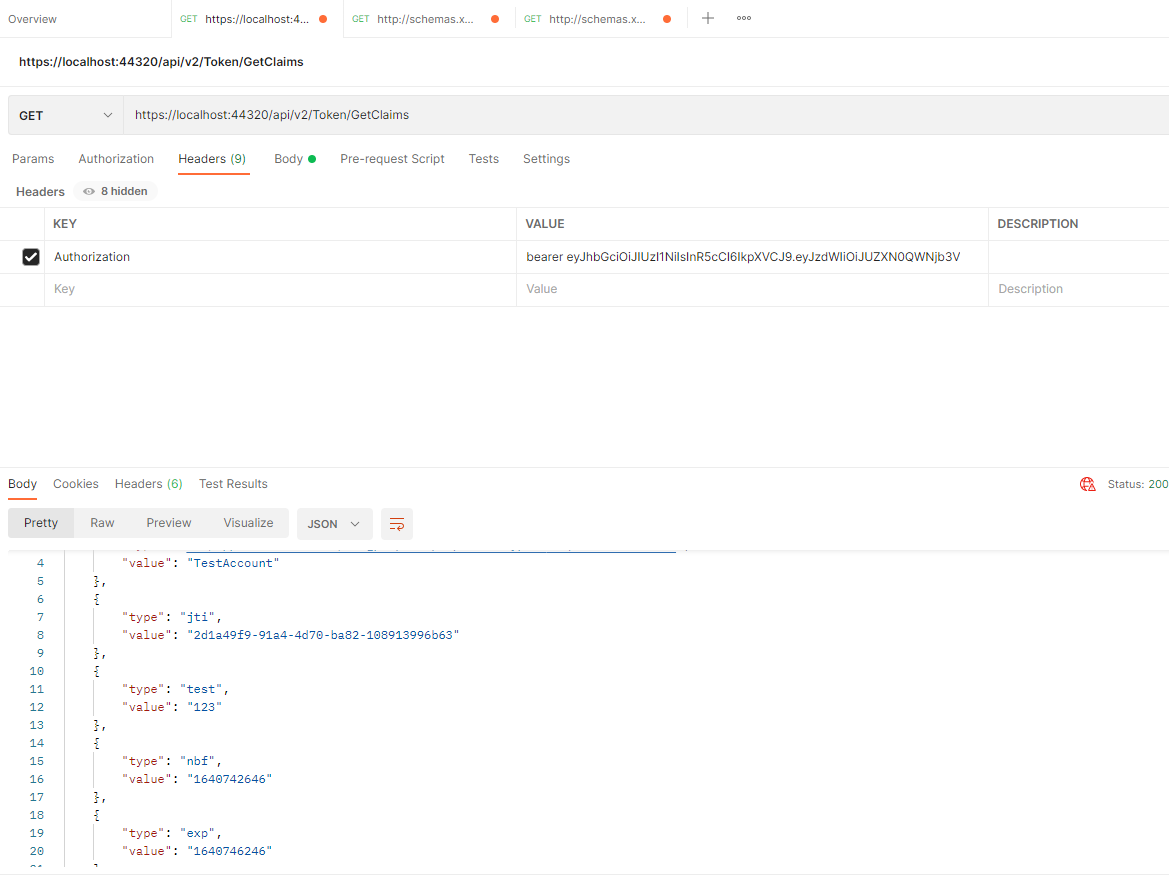 Overview
GET https://localhost:4...
GET http://schemas.x...
GET http://schemas.x...
https://localhost:44320/api/v2/Token/GetClaims
GET https://localhost:44320/api/v2/Token/GetClaims
Params Authorization Headers (9) Body Pre-request Script Tests Settings
Headers 8 hidden
KEY VALUE DESCRIPTION
Authorization bearer eyJhbGciOiJIUzI1NiIsInR5cCI6IkpXVCJ9.eyJzdWIiOiJUZXN0QWNjb3V
Key Value Description
Body Cookies Headers (6) Test Results Status: 200
Pretty Raw Preview Visualize JSON
4 "value": "TestAccount"
5 },
6 {
7 "type": "jti",
8 "value": "2d1a49f9-91a4-4d70-ba82-108913996b63"
9 },
10 {
11 "type": "test",
12 "value": "123"
13 },
14 {
15 "type": "nbf",
16 "value": "1640742646"
17 },
18 {
19 "type": "exp",
20 "value": "1640746246"